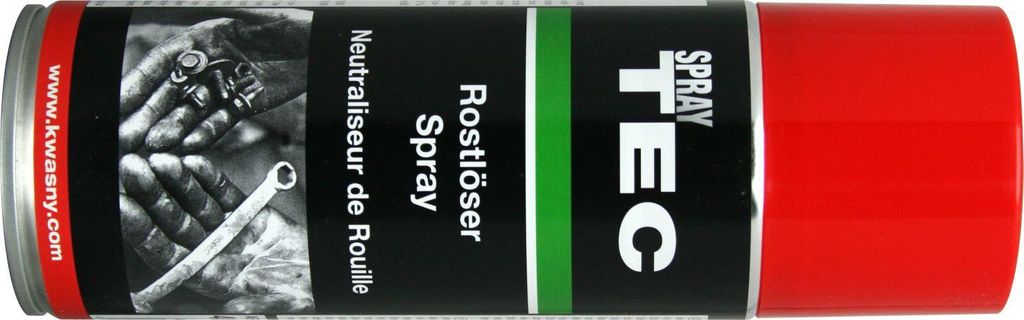 SPRAY
TEC
Rostlöser
Spray
Neutraliseur de Rouille
www.kwasny.com